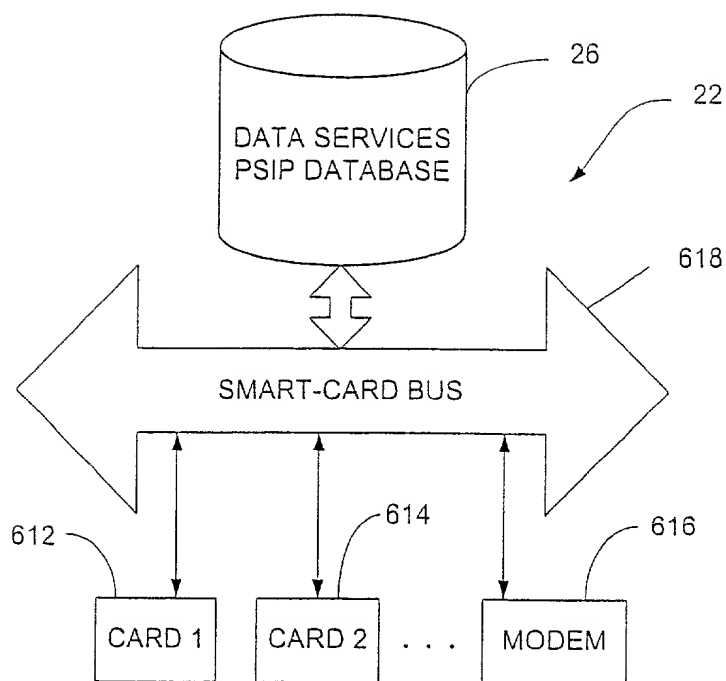 26
22
DATA SERVICES
PSIP DATABASE
618
SMART-CARD BUS
612
614
616
CARD 1
CARD 2
. . .
MODEM